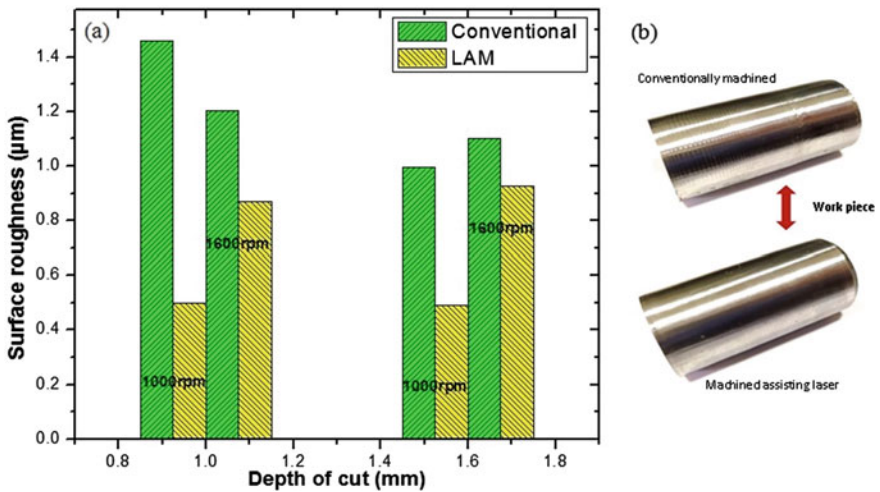 (a)
Conventional
LAM
Surface roughness (µm)
1.4
1.2
1.0
0.8
0.6
0.4
0.2
0.0
1600rpm
1600rpm
1000rpm
1000rpm
0.8 1.0 1.2 1.4 1.6 1.8
Depth of cut (mm)
(b)
Conventionally machined
Work piece
Machined assisting laser